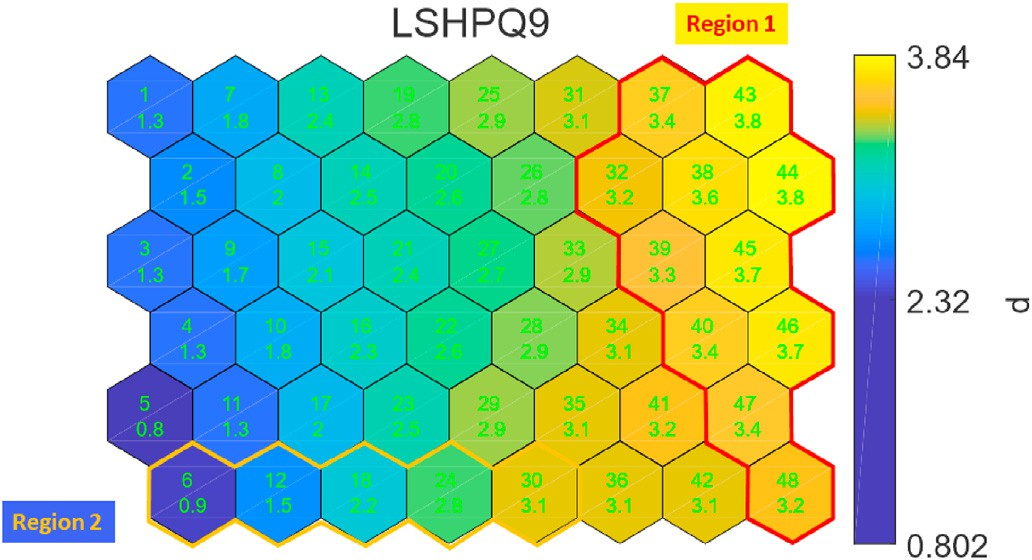 LSHPQ9
Region 1
1 7 13 19 25 31 37 43
1.3 1.8 2.4 2.8 2.9 3.1 3.4 3.8
2 8 14 20 26 32 38 44
1.5 2 2.5 2.6 2.8 3.2 3.6 3.8
3 9 15 21 27 33 39 45
1.3 1.7 2.1 2.4 2.7 2.9 3.3 3.7
4 10 16 22 28 34 40 46
1.3 1.8 2.3 2.6 2.9 3.1 3.4 3.7
5 11 17 23 29 35 41 47
0.8 1.3 2 2.5 2.9 3.1 3.2 3.4
6 12 18 24 30 36 42 48
0.9 1.5 2.2 2.8 3.1 3.1 3.1 3.2
Region 2
3.84
2.32
0.802
d